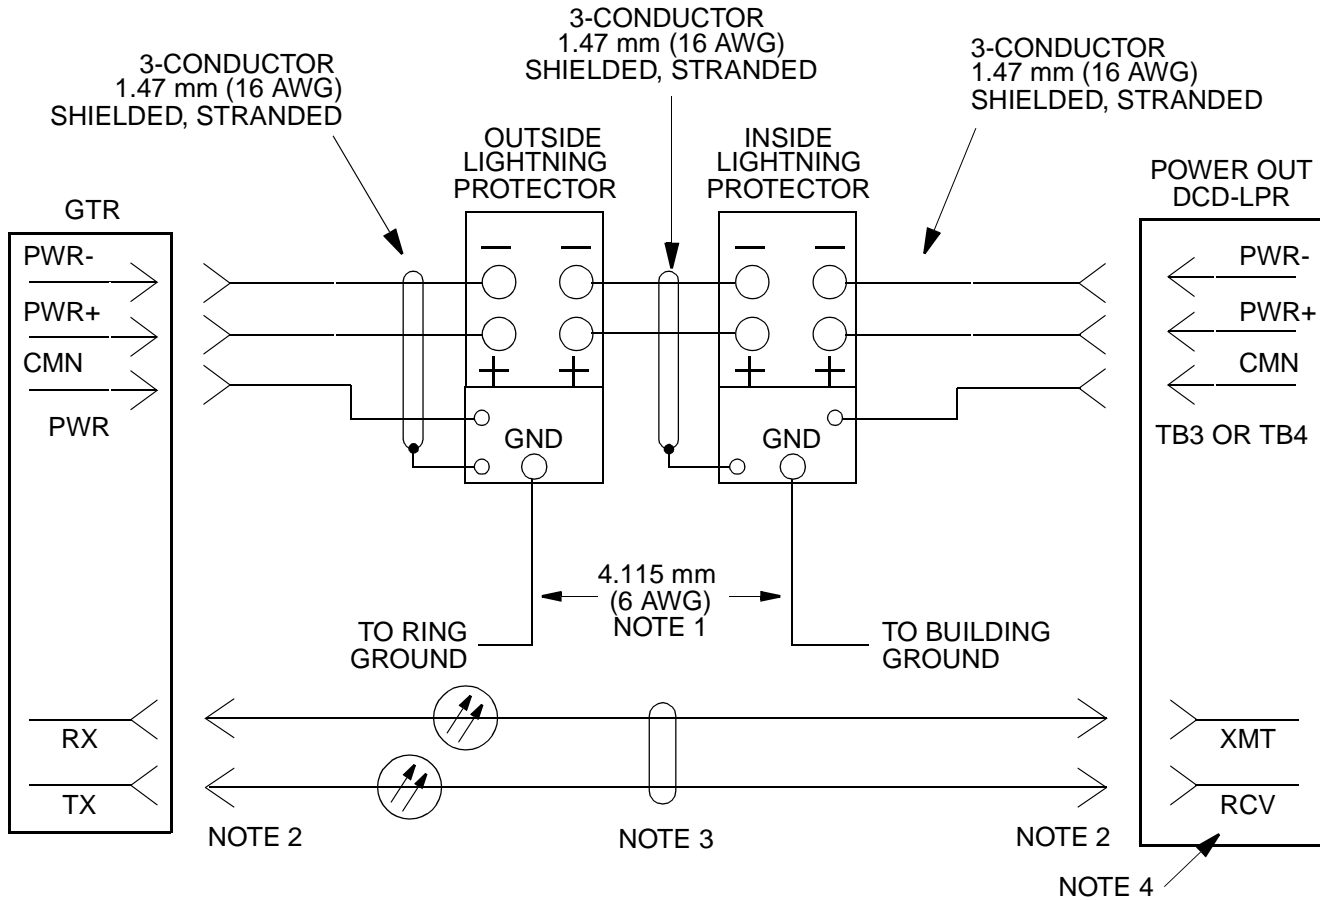 3-CONDUCTOR
1.47 mm (16 AWG)
SHIELDED, STRANDED
3-CONDUCTOR
1.47 mm (16 AWG)
SHIELDED, STRANDED
3-CONDUCTOR
1.47 mm (16 AWG)
SHIELDED, STRANDED
OUTSIDE
LIGHTNING
PROTECTOR
INSIDE
LIGHTNING
PROTECTOR
POWER OUT
DCD-LPR
GTR
PWR-
PWR+
CMN
PWR
− −
+ +
GND
− −
+ +
GND
PWR-
PWR+
CMN
TB3 OR TB4
4.115 mm
(6 AWG)
NOTE 1
TO RING
GROUND
TO BUILDING
GROUND
RX
TX
XMT
RCV
NOTE 2
NOTE 3
NOTE 2
NOTE 4